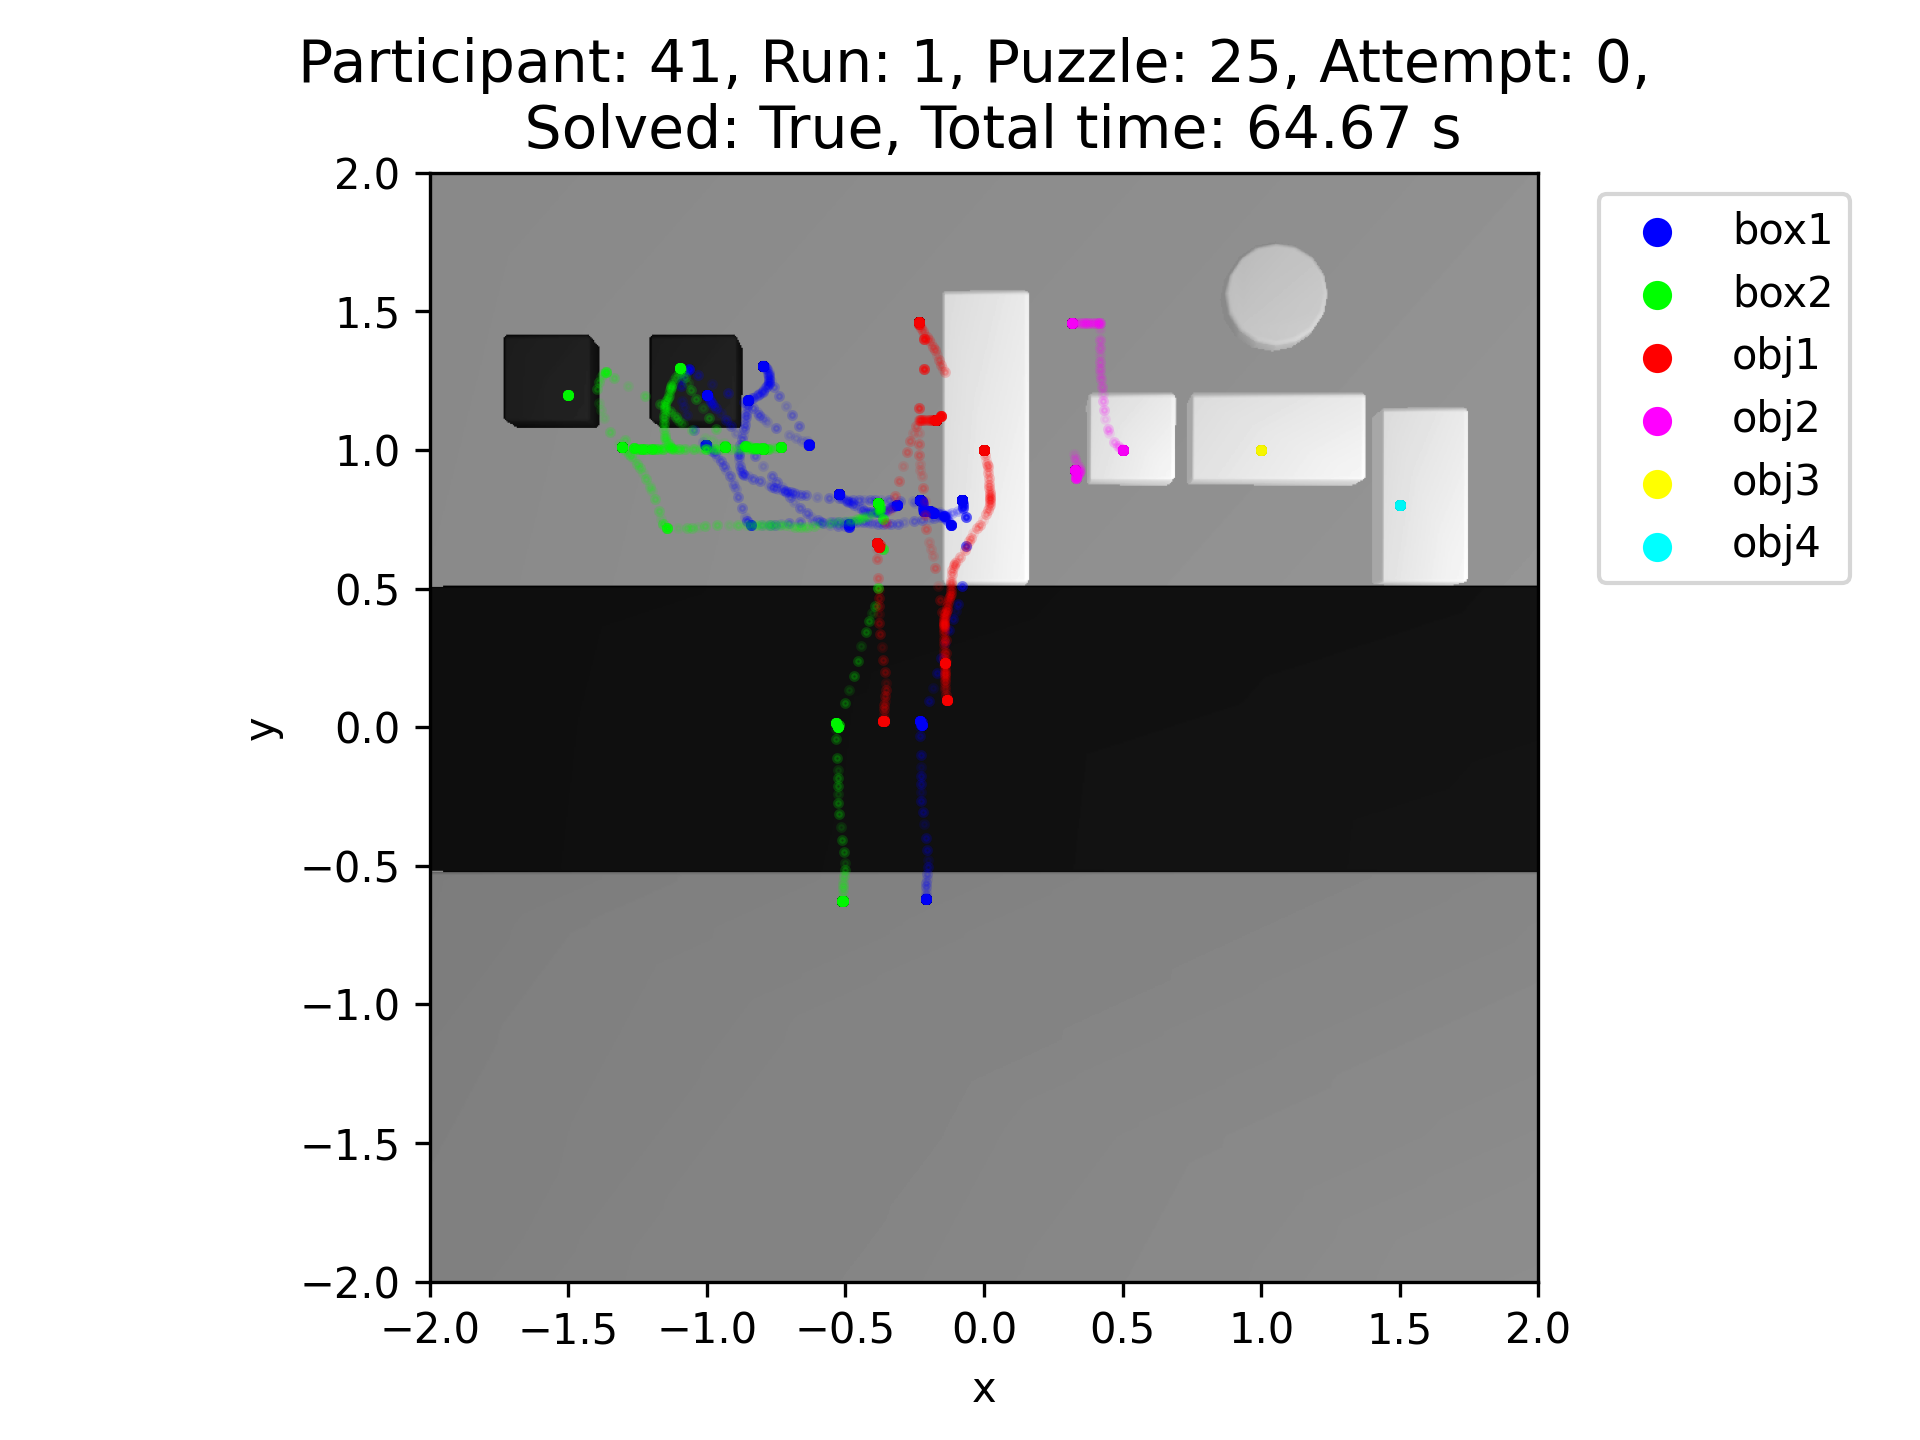 Participant: 41, Run: 1, Puzzle: 25, Attempt: 0,
Solved: True, Total time: 64.67 s
2.0
1.5
1.0
0.5
0.0
−0.5
−1.0
−1.5
−2.0
y
−2.0 −1.5 −1.0 −0.5 0.0 0.5 1.0 1.5 2.0
x
box1
box2
obj1
obj2
obj3
obj4